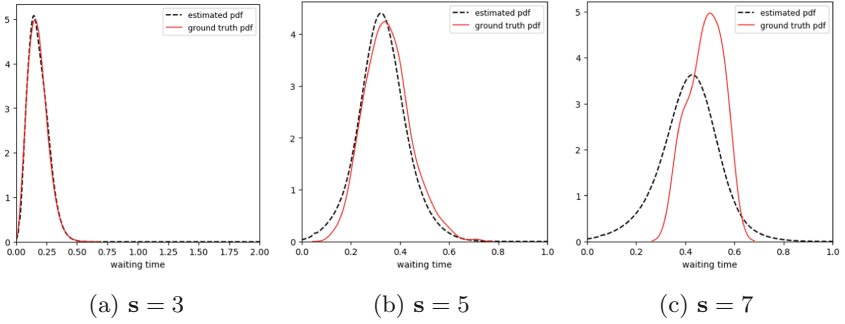 estimated pdf
ground truth pdf
5
4
3
2
1
0
0.00 0.25 0.50 0.75 1.00 1.25 1.50 1.75 2.00
waiting time
(a) s = 3
estimated pdf
ground truth pdf
4
3
2
1
0
0.0 0.2 0.4 0.6 0.8 1.0
waiting time
(b) s = 5
estimated pdf
ground truth pdf
5
4
3
2
1
0
0.0 0.2 0.4 0.6 0.8 1.0
waiting time
(c) s = 7